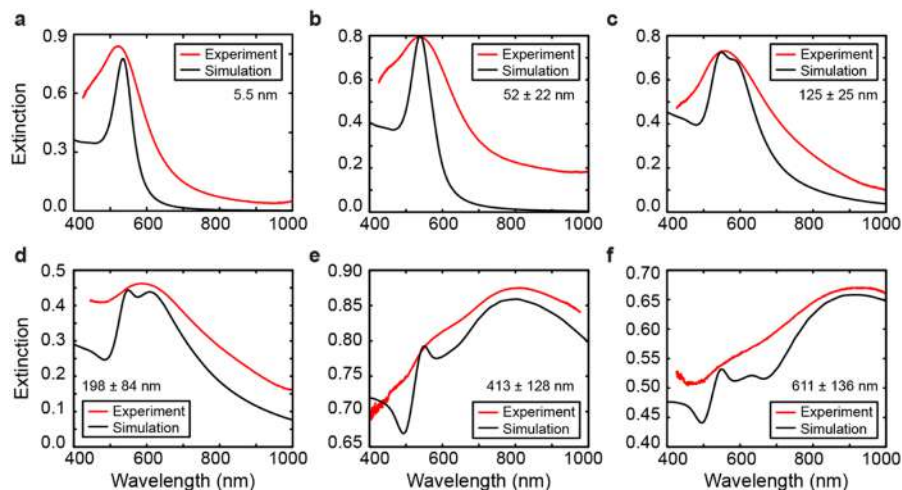 a
b
c
0.9
0.6
0.3
0.0
Extinction
Experiment
Simulation
5.5 nm
400
600
800
1000
0.8
0.6
0.4
0.2
0.0
Experiment
Simulation
52 ± 22 nm
400
600
800
1000
0.8
0.6
0.4
0.2
0.0
Experiment
Simulation
125 ± 25 nm
400
600
800
1000
d
e
f
0.5
0.4
0.3
0.2
0.1
0.0
Extinction
198 ± 84 nm
Experiment
Simulation
400
600
800
1000
Wavelength (nm)
0.90
0.85
0.80
0.75
0.70
0.65
413 ± 128 nm
Experiment
Simulation
400
600
800
1000
Wavelength (nm)
0.70
0.65
0.60
0.55
0.50
0.45
0.40
611 ± 136 nm
Experiment
Simulation
400
600
800
1000
Wavelength (nm)